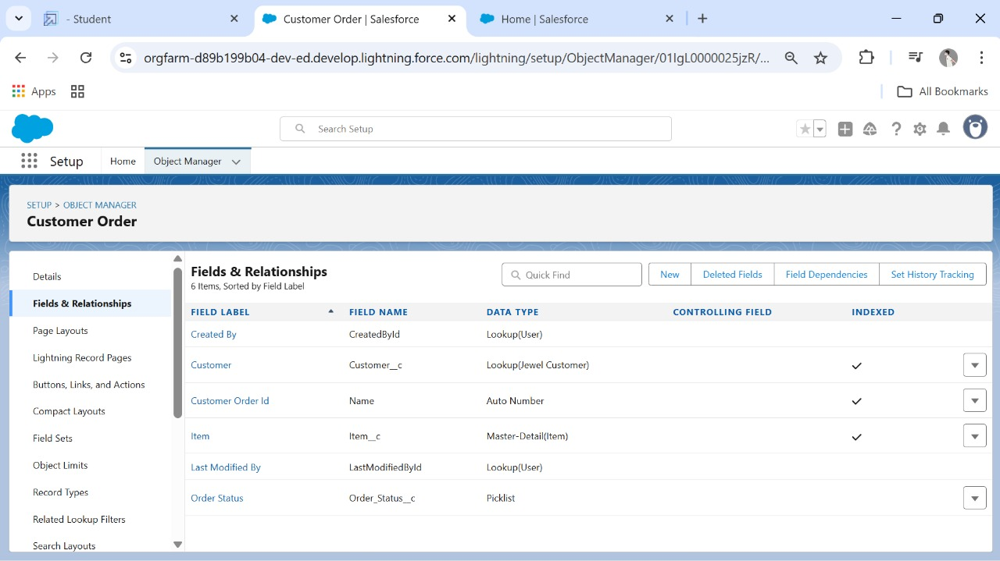 - Student
Customer Order | Salesforce
Home | Salesforce
orgfarm-d89b199b04-dev-ed.develop.lightning.force.com/lightning/setup/ObjectManager/01IgL0000025jzR/...
Apps
All Bookmarks
Search Setup
Setup
Home
Object Manager
SETUP > OBJECT MANAGER
Customer Order
Details
Fields & Relationships
Page Layouts
Lightning Record Pages
Buttons, Links, and Actions
Compact Layouts
Field Sets
Object Limits
Record Types
Related Lookup Filters
Search Layouts
Fields & Relationships
6 Items, Sorted by Field Label
Quick Find
New
Deleted Fields
Field Dependencies
Set History Tracking
FIELD LABEL FIELD NAME DATA TYPE CONTROLLING FIELD INDEXED
Created By CreatedById Lookup(User)
Customer Customer__c Lookup(Jewel Customer)
Customer Order Id Name Auto Number
Item Item__c Master-Detail(Item)
Last Modified By LastModifiedById Lookup(User)
Order Status Order_Status__c Picklist